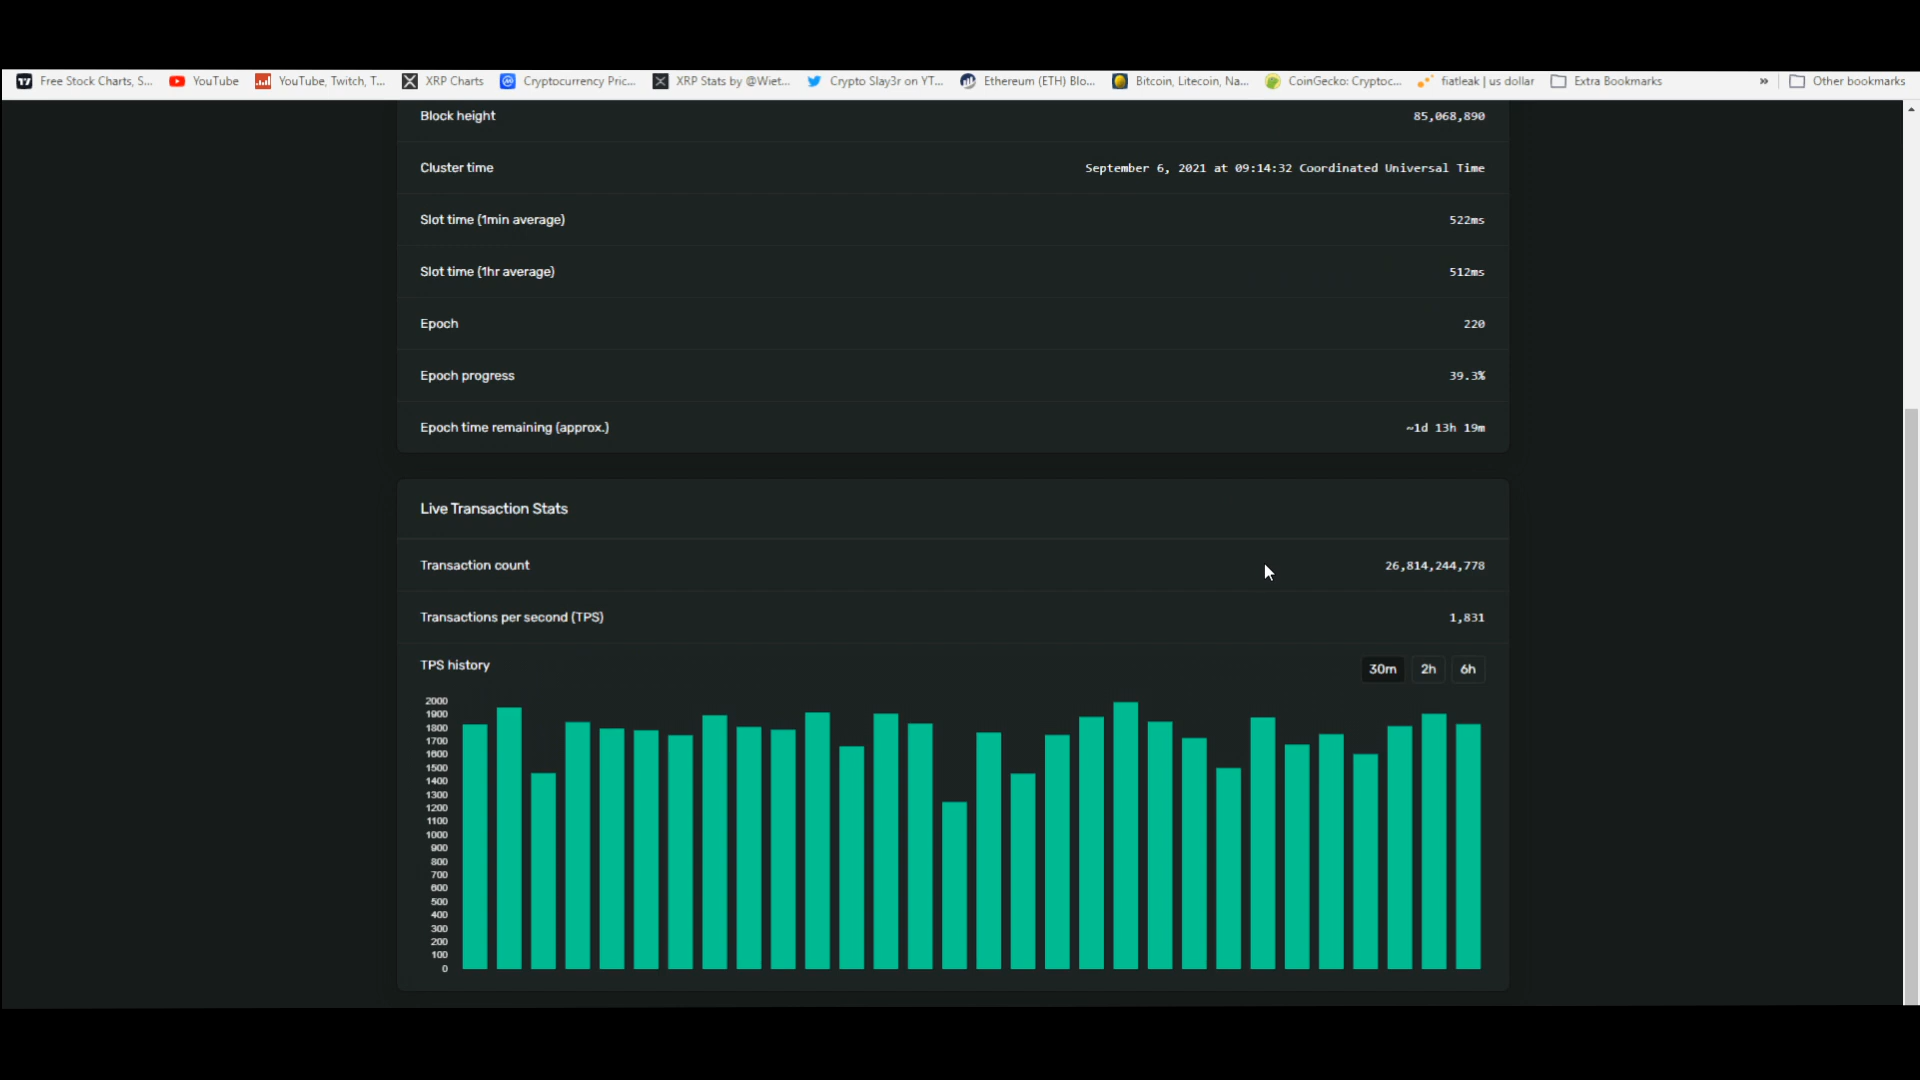 Free Stock Charts, S... YouTube YouTube, Twitch, T... XRP Charts Cryptocurrency Pric... XRP Stats by @Wiet... Crypto Slay3r on YT... Ethereum (ETH) Blo... Bitcoin, Litecoin, Na... CoinGecko: Cryptoc... fiatleak | us dollar Extra Bookmarks » Other bookmarks
Block height 85,068,890
Cluster time September 6, 2021 at 09:14:32 Coordinated Universal Time
Slot time (1min average) 522ms
Slot time (1hr average) 512ms
Epoch 220
Epoch progress 39.3%
Epoch time remaining (approx.) ~1d 13h 19m
Live Transaction Stats
Transaction count 26,814,244,778
Transactions per second (TPS) 1,831
TPS history 30m 2h 6h
2000
1900
1800
1700
1600
1500
1400
1300
1200
1100
1000
900
800
700
600
500
400
300
200
100
0